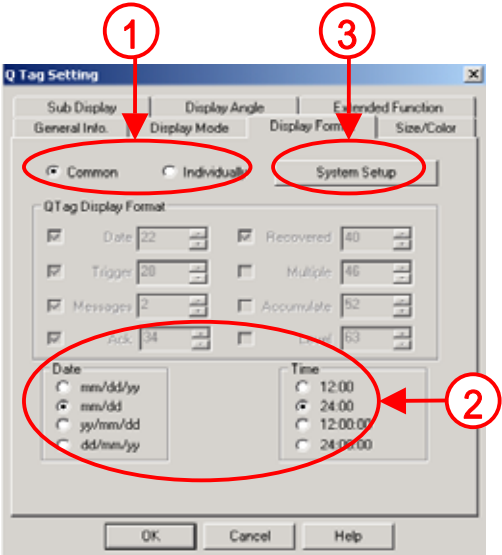 1 3
Q Tag Setting
Sub Display Display Angle Extended Function
General Info. Display Mode Display Format Size/Color
Common Individually System Setup
QTag Display Format
Date 22 Recovered 40
Trigger 28 Multiple 46
Messages 2 Accumulate 52
Ack 34 Level 63
Date Time
mm/dd/yy 12:00
mm/dd 24:00
yy/mm/dd 12:00:00
dd/mm/yy 24:00:00
2
OK Cancel Help